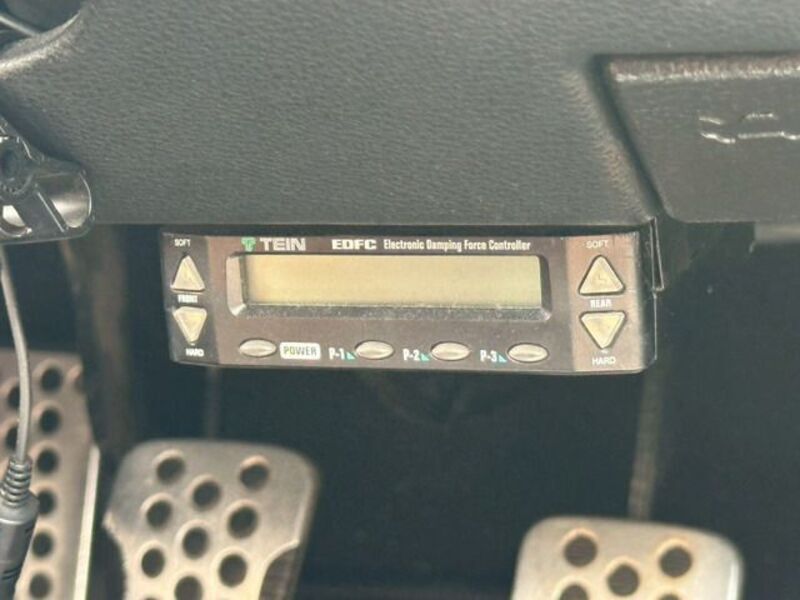 SOFT
TEIN EDFC Electronic Damping Force Controller
SOFT
FRONT
REAR
HARD
POWER P-1 P-2 P-3
HARD